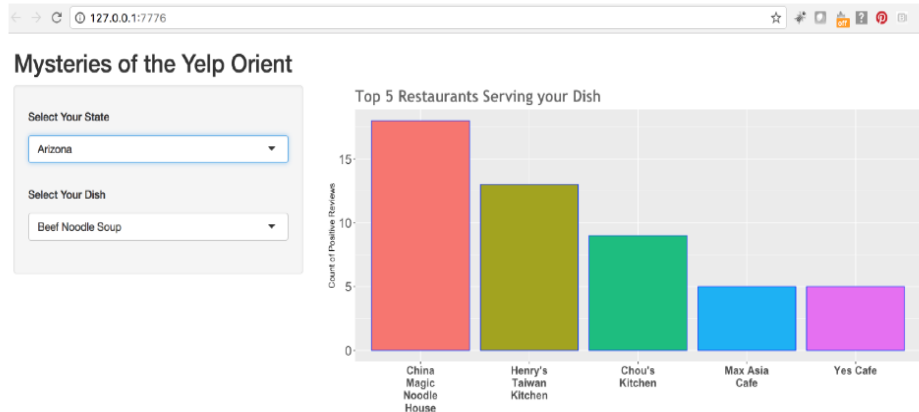 127.0.0.1:7776
off
Mysteries of the Yelp Orient
Select Your State
Arizona
Select Your Dish
Beef Noodle Soup
Top 5 Restaurants Serving your Dish
Count of Positive Reviews
15
10
5
0
China
Magic
Noodle
House
Henry's
Taiwan
Kitchen
Chou's
Kitchen
Max Asia
Cafe
Yes Cafe